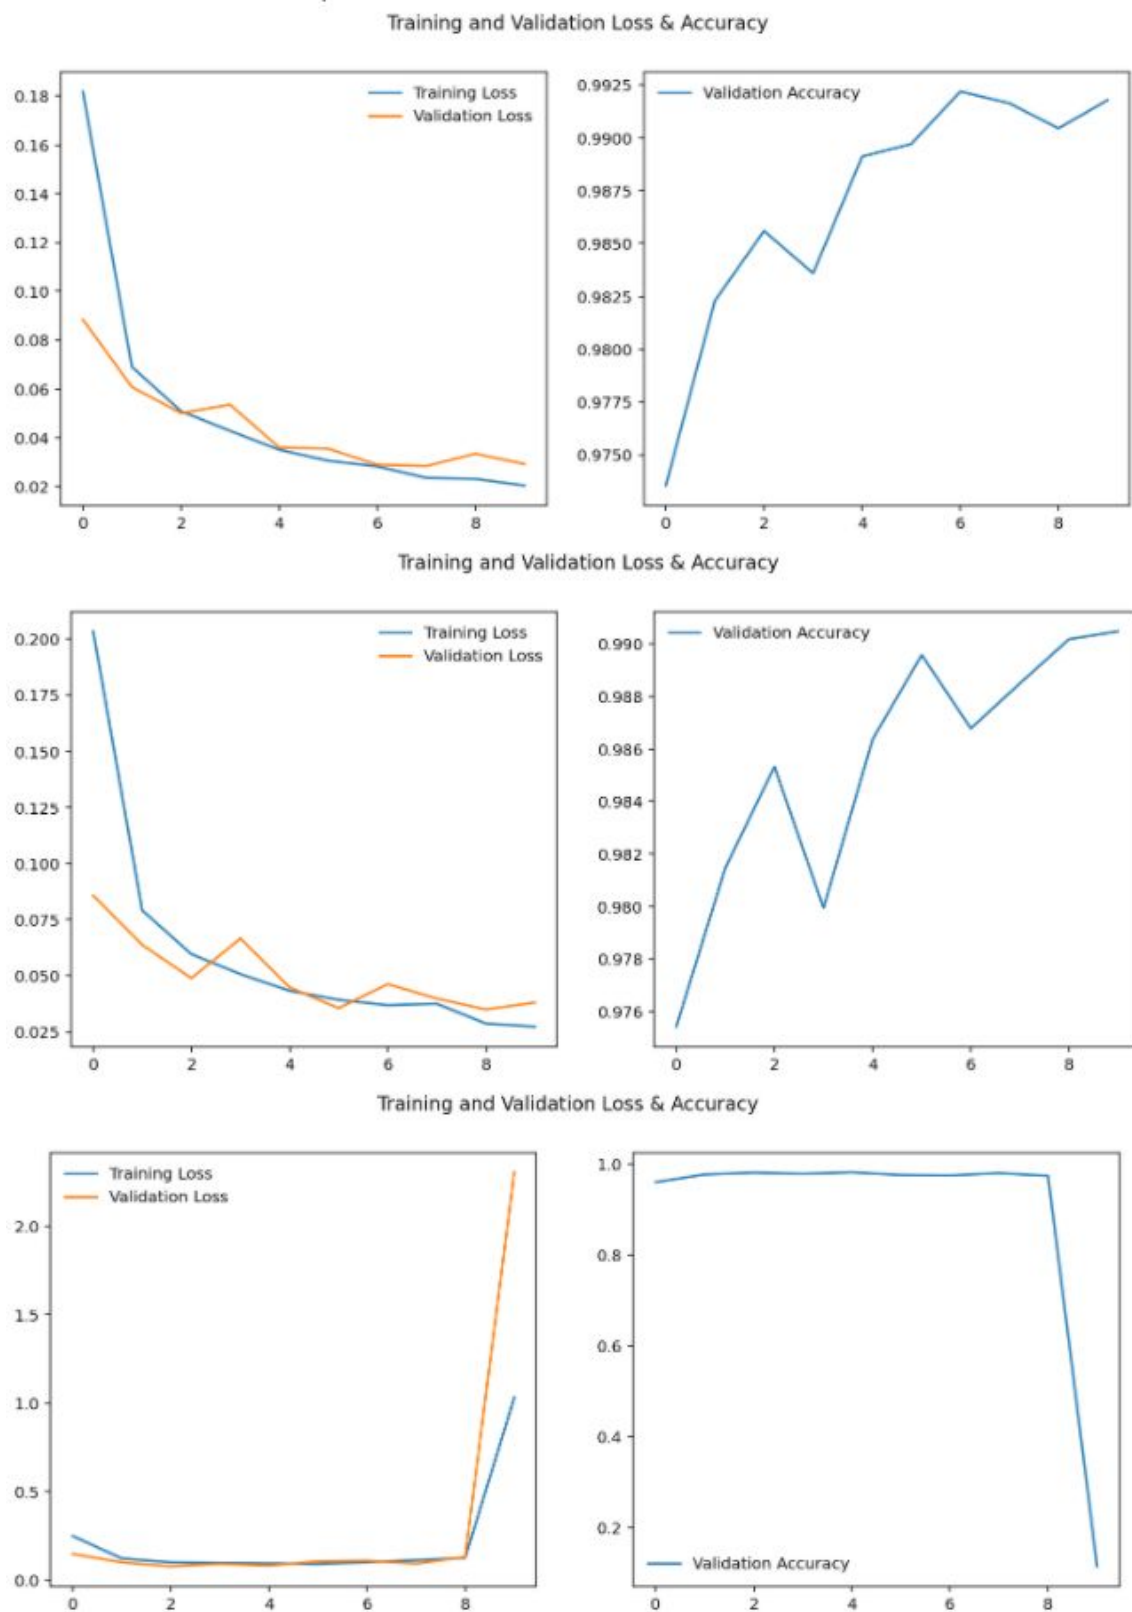 Training and Validation Loss & Accuracy
Training Loss
Validation Loss
0.18
0.16
0.14
0.12
0.10
0.08
0.06
0.04
0.02
0 2 4 6 8
Validation Accuracy
0.9925
0.9900
0.9875
0.9850
0.9825
0.9800
0.9775
0.9750
0 2 4 6 8
Training and Validation Loss & Accuracy
Training Loss
Validation Loss
0.200
0.175
0.150
0.125
0.100
0.075
0.050
0.025
0 2 4 6 8
Validation Accuracy
0.990
0.988
0.986
0.984
0.982
0.980
0.978
0.976
0 2 4 6 8
Training and Validation Loss & Accuracy
Training Loss
Validation Loss
2.0
1.5
1.0
0.5
0.0
0 2 4 6 8
1.0
0.8
0.6
0.4
0.2
Validation Accuracy
0 2 4 6 8